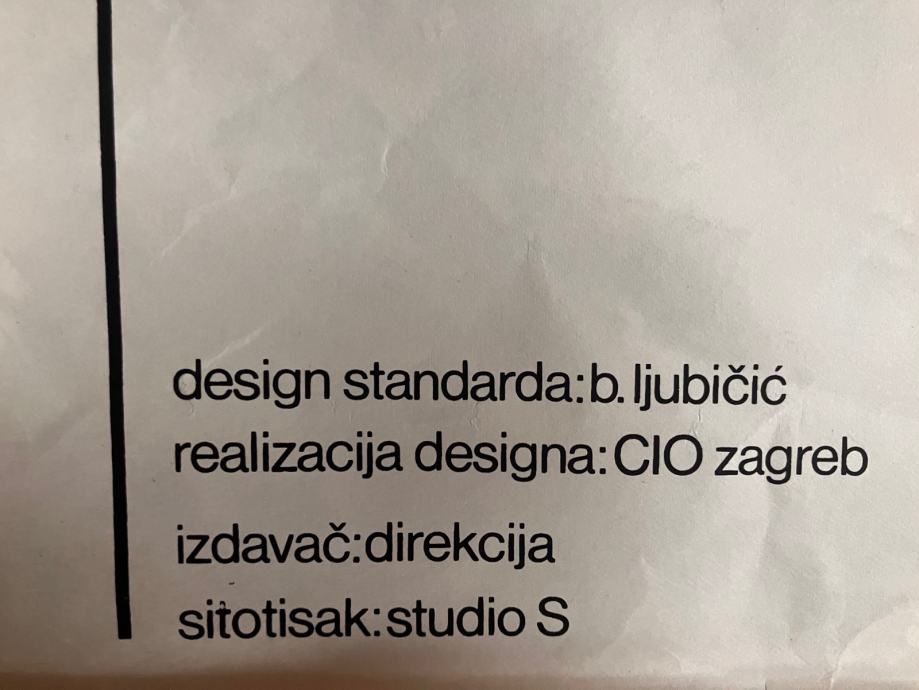 design standarda:b. ljubičić
realizacija designa:CIO zagreb
izdavač:direkcija
sitotisak:studio S